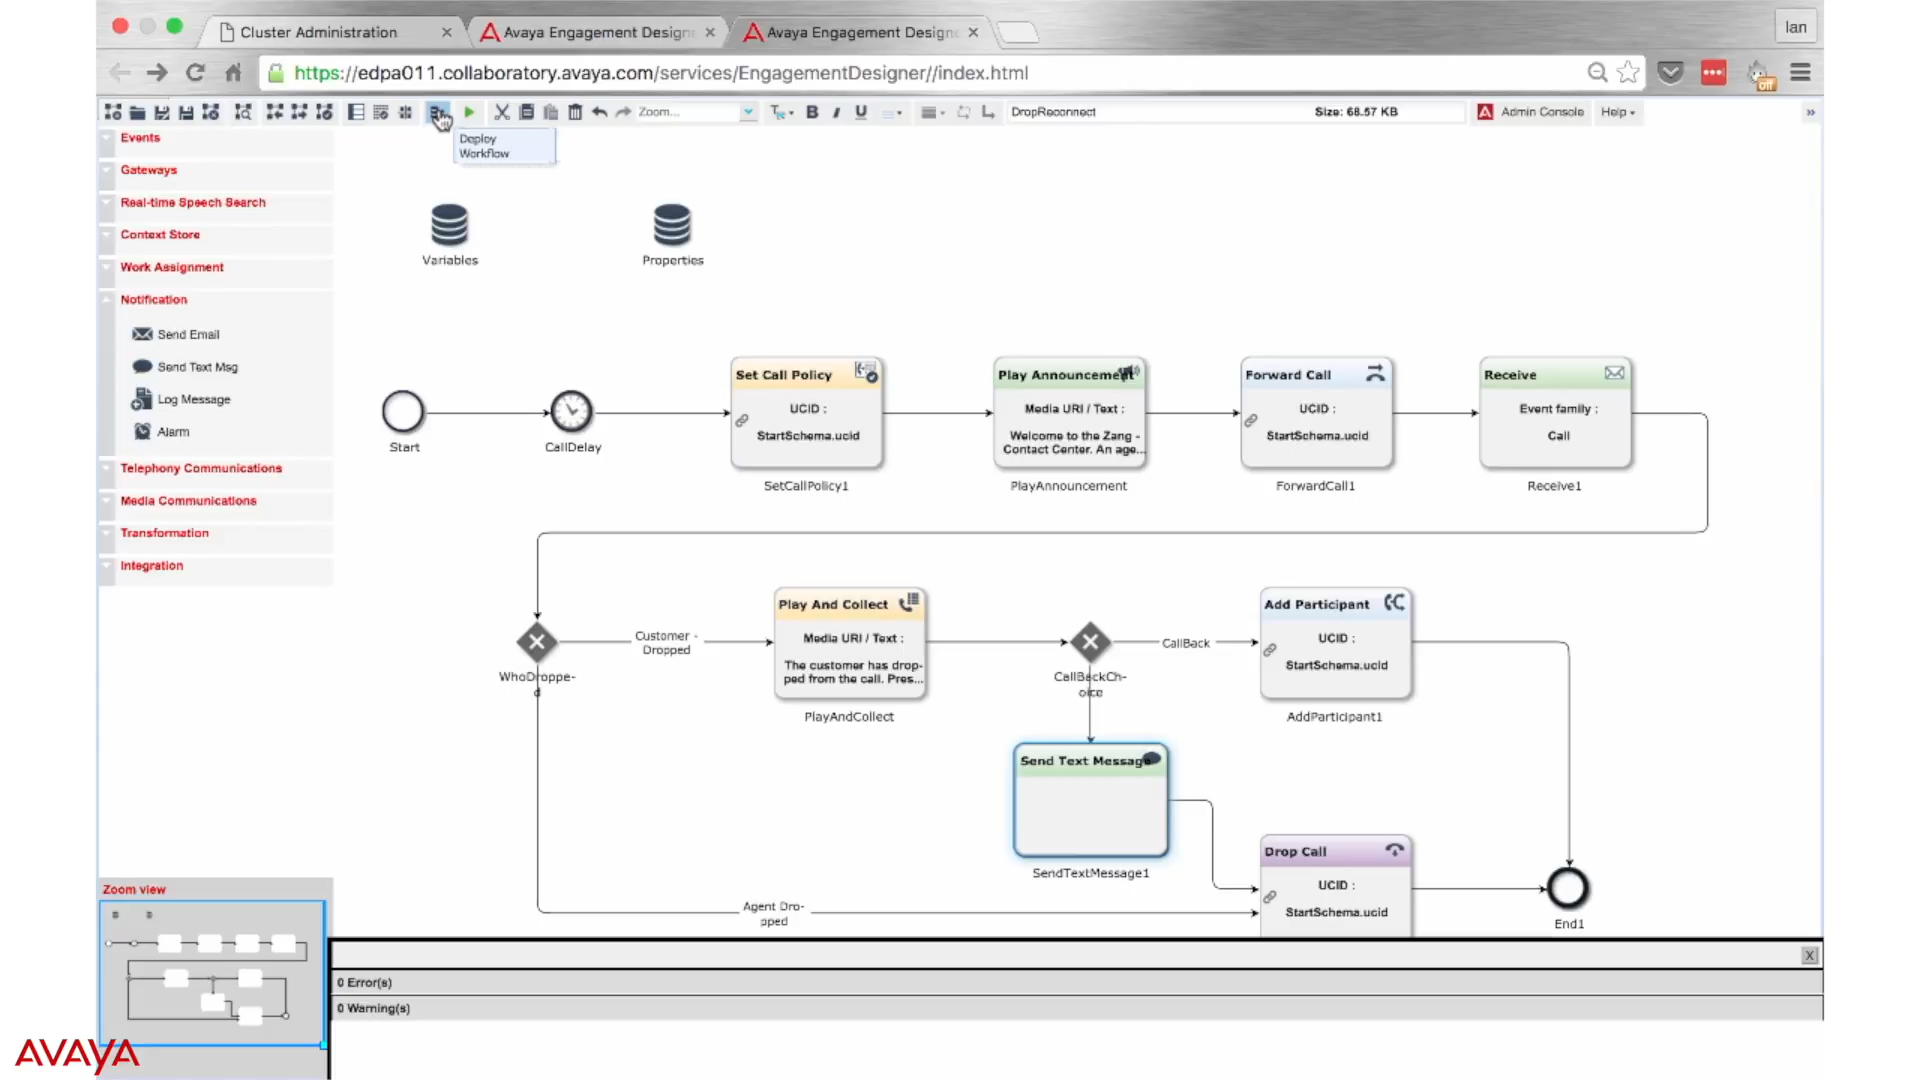 Cluster Administration
Avaya Engagement Design
Avaya Engagement Design
Ian
https://edpa011.collaboratory.avaya.com/services/EngagementDesigner//index.html
off
Zoom...
B
I
U
DropReconnect
Size: 68.57 KB
Admin Console
Help
Deploy
Workflow
Events
Gateways
Real-time Speech Search
Context Store
Work Assignment
Notification
Send Email
Send Text Msg
Log Message
Alarm
Telephony Communications
Media Communications
Transformation
Integration
Variables
Properties
Start
CallDelay
Set Call Policy
UCID :
StartSchema.ucid
SetCallPolicy1
Play Announcement
Media URI / Text :
Welcome to the Zang -
Contact Center. An age...
PlayAnnouncement
Forward Call
UCID :
StartSchema.ucid
ForwardCall1
Receive
Event family :
Call
Receive1
WhoDroppe-
d
Customer -
Dropped
Play And Collect
Media URI / Text :
The customer has drop-
ped from the call. Pres...
PlayAndCollect
CallBackCh-
oice
CallBack
Add Participant
UCID :
StartSchema.ucid
AddParticipant1
Send Text Message
SendTextMessage1
Agent Dro-
pped
Drop Call
UCID :
StartSchema.ucid
End1
Zoom view
X
0 Error(s)
0 Warning(s)
AVAYA